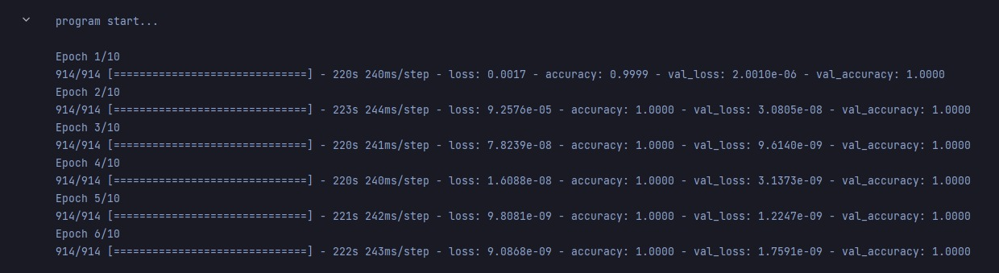 program start...
Epoch 1/10
914/914 [==============================] - 220s 240ms/step - loss: 0.0017 - accuracy: 0.9999 - val_loss: 2.0010e-06 - val_accuracy: 1.0000
Epoch 2/10
914/914 [==============================] - 223s 244ms/step - loss: 9.2576e-05 - accuracy: 1.0000 - val_loss: 3.0805e-08 - val_accuracy: 1.0000
Epoch 3/10
914/914 [==============================] - 220s 241ms/step - loss: 7.8239e-08 - accuracy: 1.0000 - val_loss: 9.6140e-09 - val_accuracy: 1.0000
Epoch 4/10
914/914 [==============================] - 220s 240ms/step - loss: 1.6088e-08 - accuracy: 1.0000 - val_loss: 3.1373e-09 - val_accuracy: 1.0000
Epoch 5/10
914/914 [==============================] - 221s 242ms/step - loss: 9.8081e-09 - accuracy: 1.0000 - val_loss: 1.2247e-09 - val_accuracy: 1.0000
Epoch 6/10
914/914 [==============================] - 222s 243ms/step - loss: 9.0868e-09 - accuracy: 1.0000 - val_loss: 1.7591e-09 - val_accuracy: 1.0000